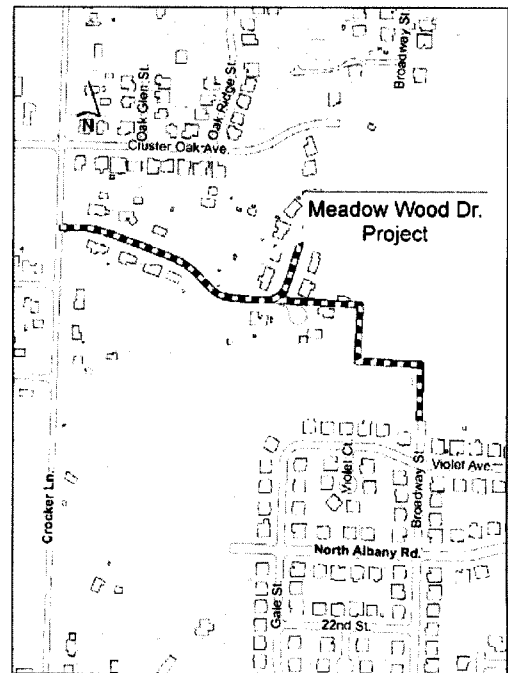 Broadway St.
Oak Glen St.
Oak Ridge St.
N
Cluster Oak Ave.
Meadow Wood Dr.
Project
Crocker Ln.
Violet Ct.
Violet Ave.
Broadway St.
North Albany Rd.
Gale St.
22nd St.